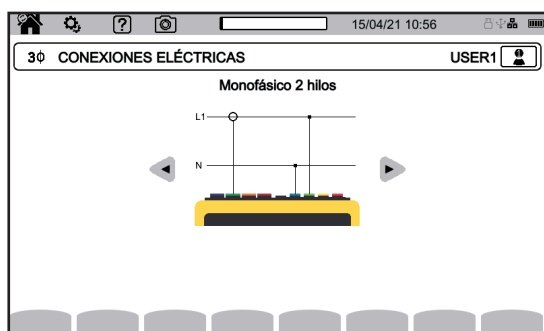 15/04/21 10:56
3ϕ CONEXIONES ELÉCTRICAS USER1
Monofásico 2 hilos
L1
N